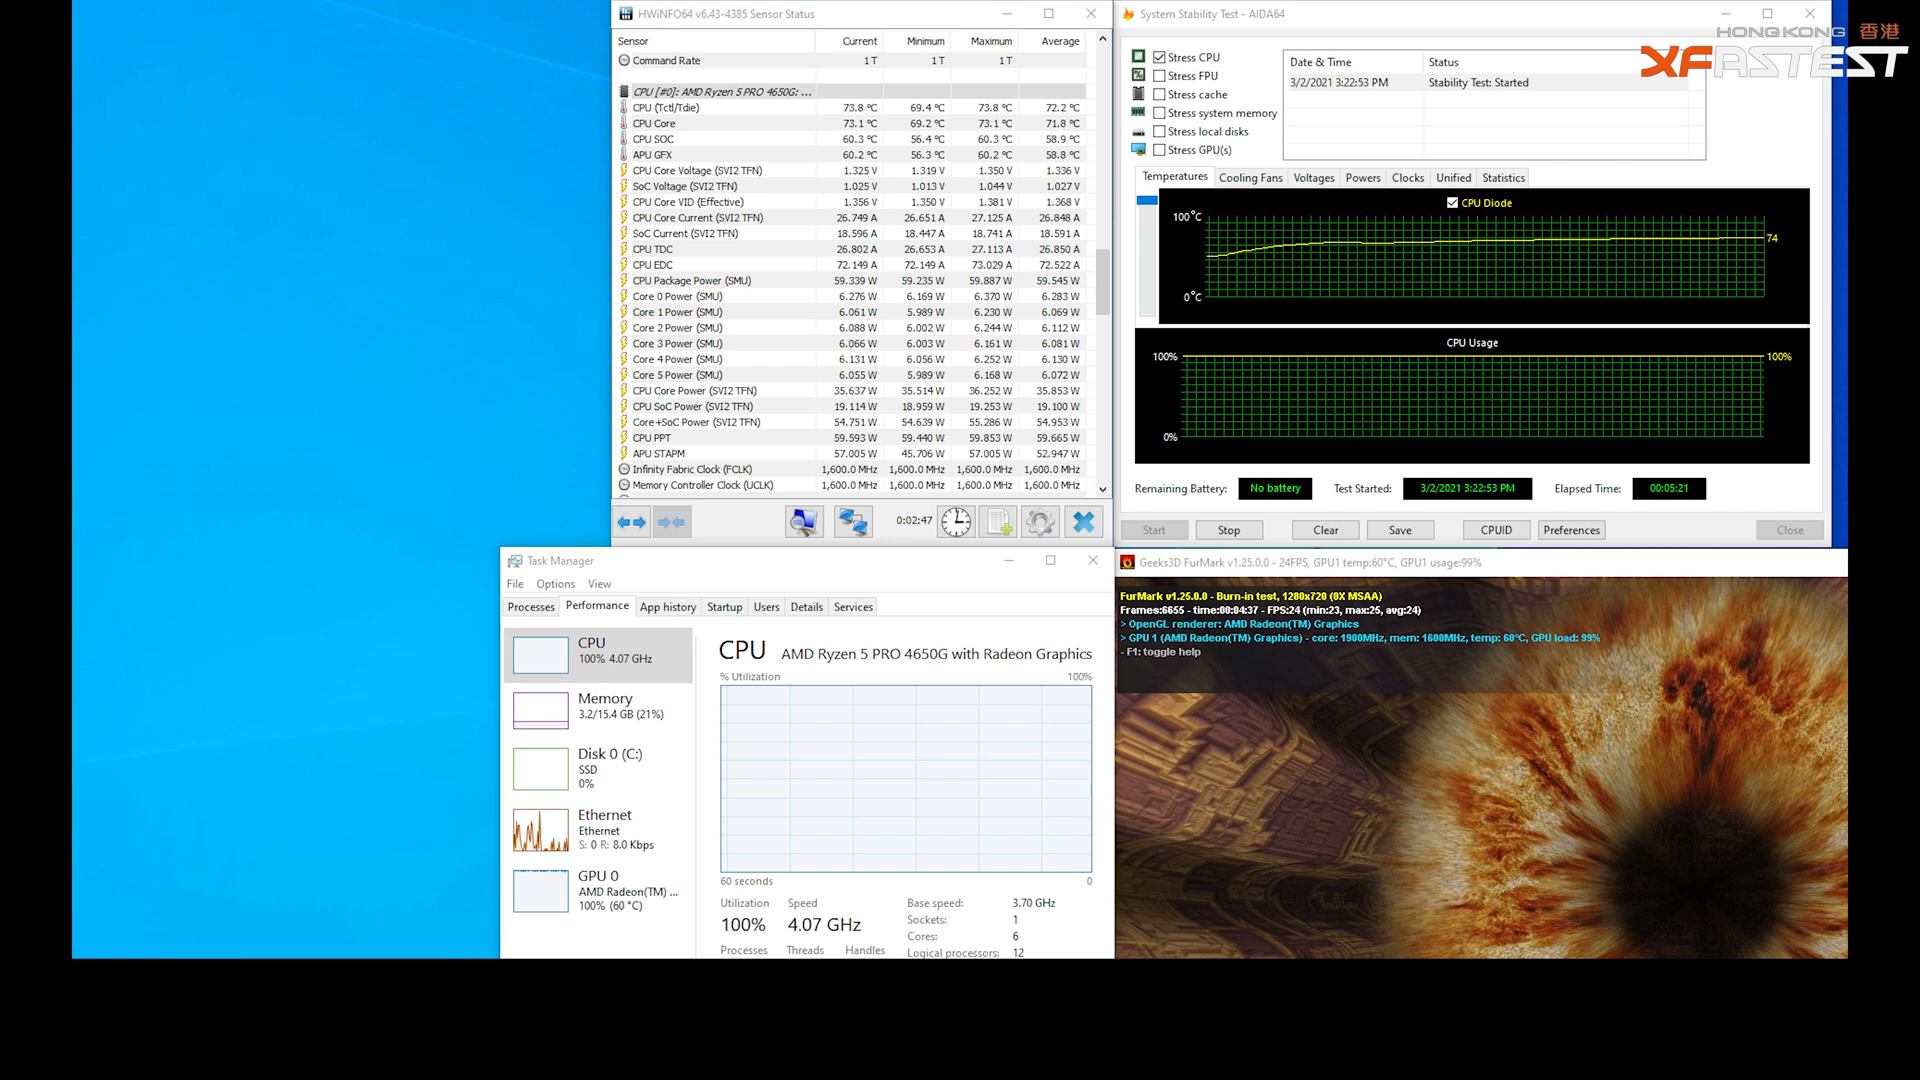 HWiNFO64 v6.43-4385 Sensor Status
Sensor Current Minimum Maximum Average
Command Rate 1 T 1 T 1 T
CPU [#0]: AMD Ryzen 5 PRO 4650G: ...
CPU (Tctl/Tdie) 73.8 °C 69.4 °C 73.8 °C 72.2 °C
CPU Core 73.1 °C 69.2 °C 73.1 °C 71.8 °C
CPU SOC 60.3 °C 56.4 °C 60.3 °C 58.9 °C
APU GFX 60.2 °C 56.3 °C 60.2 °C 58.8 °C
CPU Core Voltage (SVI2 TFN) 1.325 V 1.319 V 1.350 V 1.336 V
SoC Voltage (SVI2 TFN) 1.025 V 1.013 V 1.044 V 1.027 V
CPU Core VID (Effective) 1.356 V 1.350 V 1.381 V 1.368 V
CPU Core Current (SVI2 TFN) 26.749 A 26.651 A 27.125 A 26.848 A
SoC Current (SVI2 TFN) 18.596 A 18.447 A 18.741 A 18.591 A
CPU TDC 26.802 A 26.653 A 27.113 A 26.850 A
CPU EDC 72.149 A 72.149 A 73.029 A 72.522 A
CPU Package Power (SMU) 59.339 W 59.235 W 59.887 W 59.545 W
Core 0 Power (SMU) 6.276 W 6.169 W 6.370 W 6.283 W
Core 1 Power (SMU) 6.061 W 5.989 W 6.230 W 6.069 W
Core 2 Power (SMU) 6.088 W 6.002 W 6.244 W 6.112 W
Core 3 Power (SMU) 6.066 W 6.003 W 6.161 W 6.081 W
Core 4 Power (SMU) 6.131 W 6.056 W 6.252 W 6.130 W
Core 5 Power (SMU) 6.055 W 5.989 W 6.168 W 6.072 W
CPU Core Power (SVI2 TFN) 35.637 W 35.514 W 36.252 W 35.853 W
CPU SoC Power (SVI2 TFN) 19.114 W 18.959 W 19.253 W 19.100 W
Core+SoC Power (SVI2 TFN) 54.751 W 54.639 W 55.286 W 54.953 W
CPU PPT 59.593 W 59.440 W 59.853 W 59.665 W
APU STAPM 57.005 W 45.706 W 57.005 W 52.947 W
Infinity Fabric Clock (FCLK) 1,600.0 MHz 1,600.0 MHz 1,600.0 MHz 1,600.0 MHz
Memory Controller Clock (UCLK) 1,600.0 MHz 1,600.0 MHz 1,600.0 MHz 1,600.0 MHz
0:02:47
System Stability Test - AIDA64
HONG KONG 香港
XFASTEST
Stress CPU
Stress FPU
Stress cache
Stress system memory
Stress local disks
Stress GPU(s)
Date & Time Status
3/2/2021 3:22:53 PM Stability Test: Started
Temperatures Cooling Fans Voltages Powers Clocks Unified Statistics
CPU Diode
100°C
74
0°C
CPU Usage
100% 100%
0%
Remaining Battery: No battery Test Started: 3/2/2021 3:22:53 PM Elapsed Time: 00:05:21
Start Stop Clear Save CPUID Preferences Close
Task Manager
File Options View
Processes Performance App history Startup Users Details Services
CPU
100% 4.07 GHz
Memory
3.2/15.4 GB (21%)
Disk 0 (C:)
SSD
0%
Ethernet
Ethernet
S: 0 R: 8.0 Kbps
GPU 0
AMD Radeon(TM) ...
100% (60 °C)
CPU AMD Ryzen 5 PRO 4650G with Radeon Graphics
% Utilization 100%
60 seconds 0
Utilization Speed
100% 4.07 GHz
Processes Threads Handles
Base speed: 3.70 GHz
Sockets: 1
Cores: 6
Logical processors: 12
Geeks3D FurMark v1.25.0.0 - 24FPS, GPU1 temp:60°C, GPU1 usage:99%
FurMark v1.25.0.0 - Burn-in test, 1280x720 (0X MSAA)
Frames:6655 - time:00:04:37 - FPS:24 (min:23, max:25, avg:24)
> OpenGL renderer: AMD Radeon(TM) Graphics
> GPU 1 (AMD Radeon(TM) Graphics) - core: 1900MHz, mem: 1600MHz, temp: 60°C, GPU load: 99%
- F1: toggle help